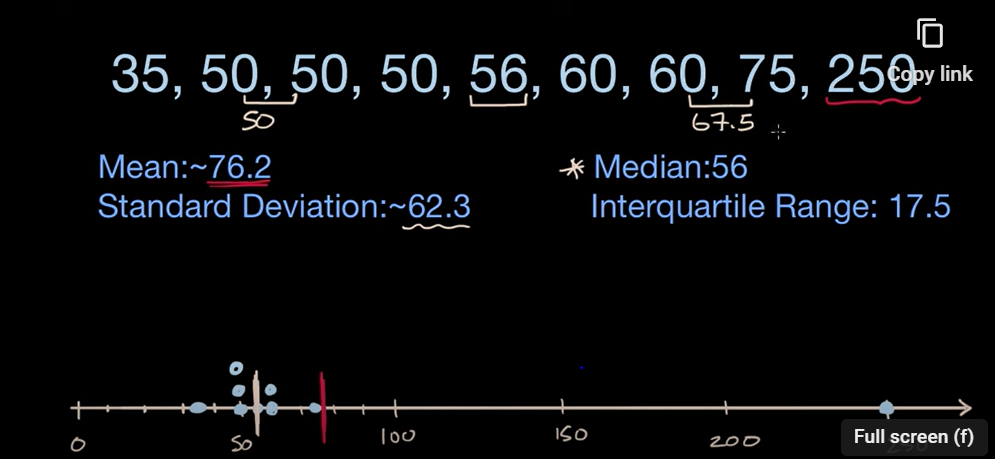 Copy link
35, 50, 50, 50, 56, 60, 60, 75, 250
50 67.5
Mean:~76.2 * Median:56
Standard Deviation:~62.3 Interquartile Range: 17.5
0 50 100 150 200
Full screen (f)